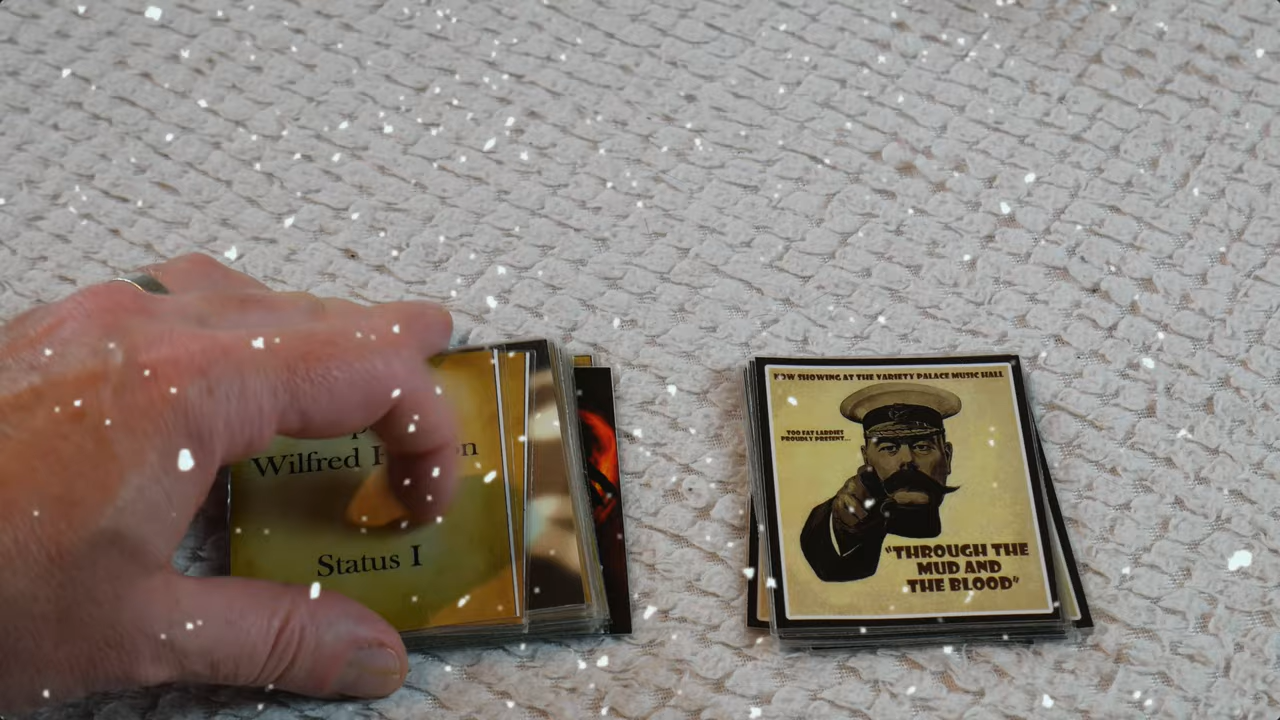 Wilfred
Status I
NOW SHOWING AT THE VARIETY PALACE MUSIC HALL
TOO FAT LARDIES
PROUDLY PRESENT...
"THROUGH THE
MUD AND
THE BLOOD"